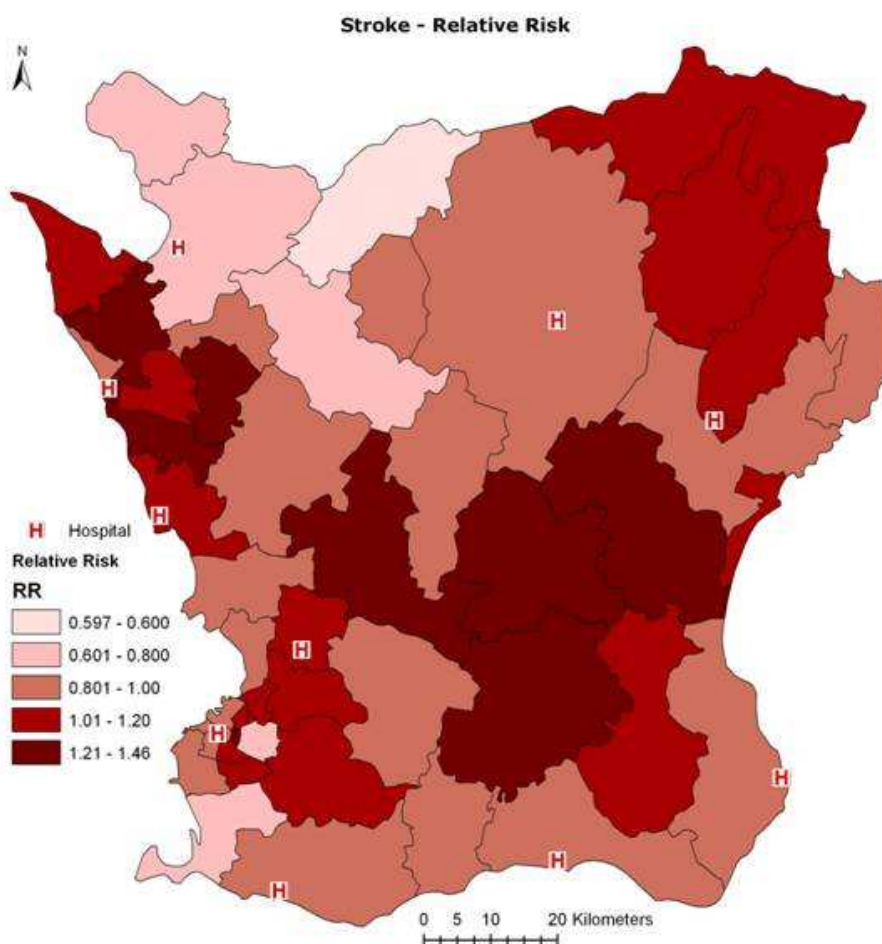 Stroke - Relative Risk
N
H
H
H
H
H
H Hospital
Relative Risk
RR
0.597 - 0.600
0.601 - 0.800
0.801 - 1.00
1.01 - 1.20
1.21 - 1.46
H
H
H
H
H
0 5 10 20 Kilometers